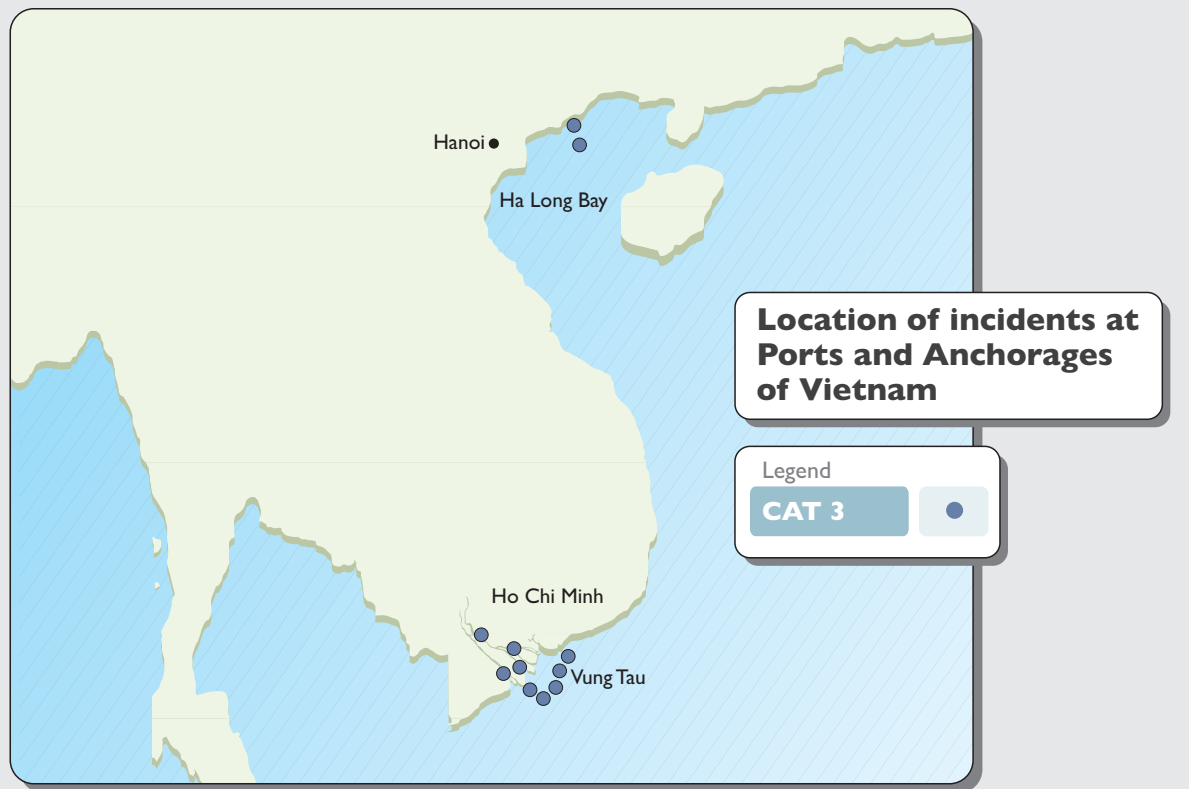 Hanoi
Ha Long Bay
Location of incidents at
Ports and Anchorages
of Vietnam
Legend
CAT 3
Ho Chi Minh
Vung Tau